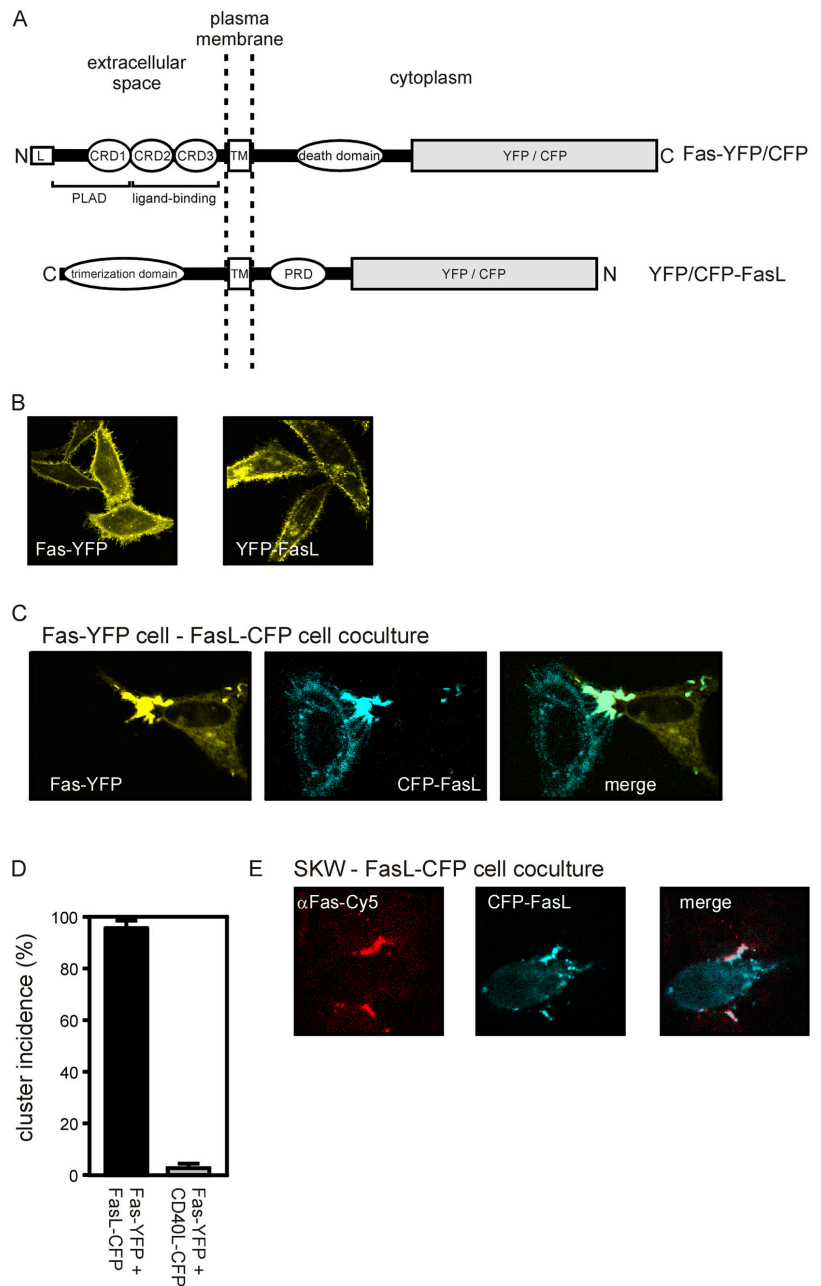 A
plasma
membrane
extracellular
space
cytoplasm
N
L
CRD1
CRD2
CRD3
TM
death domain
YFP / CFP
C
Fas-YFP/CFP
PLAD
ligand-binding
C
trimerization domain
TM
PRD
YFP / CFP
N
YFP/CFP-FasL
B
Fas-YFP
YFP-FasL
C
Fas-YFP cell - FasL-CFP cell coculture
Fas-YFP
CFP-FasL
merge
D
cluster incidence (%)
100
80
60
40
20
0
Fas-YFP +
FasL-CFP
Fas-YFP +
CD40L-CFP
E
SKW - FasL-CFP cell coculture
αFas-Cy5
CFP-FasL
merge